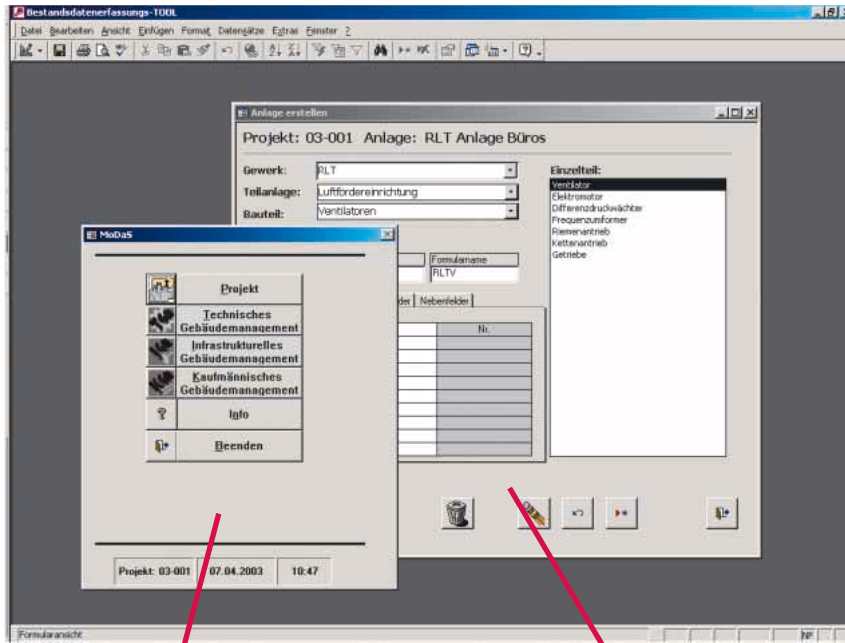 Bestandsdatenerfassungs-TOOL
Datei Bearbeiten Ansicht Einfügen Format Datensätze Extras Fenster ?
Anlage erstellen
Projekt: 03-001 Anlage: RLT Anlage Büros
Gewerk: RLT
Teilanlage: Luftfördereinrichtung
Bauteil: Ventilatoren
Einzelteil:
Ventilator
Elektromotor
Differenzdruckwächter
Frequenzumformer
Riemenantrieb
Kettenantrieb
Getriebe
Formularname
RLTV
der Nebenfelder
Nr.
MoDaS
Projekt
Technisches
Gebäudemanagement
Infrastrukturelles
Gebäudemanagement
Kaufmännisches
Gebäudemanagement
Info
Beenden
Projekt: 03-001 07.04.2003 10:47
Formularansicht
NF